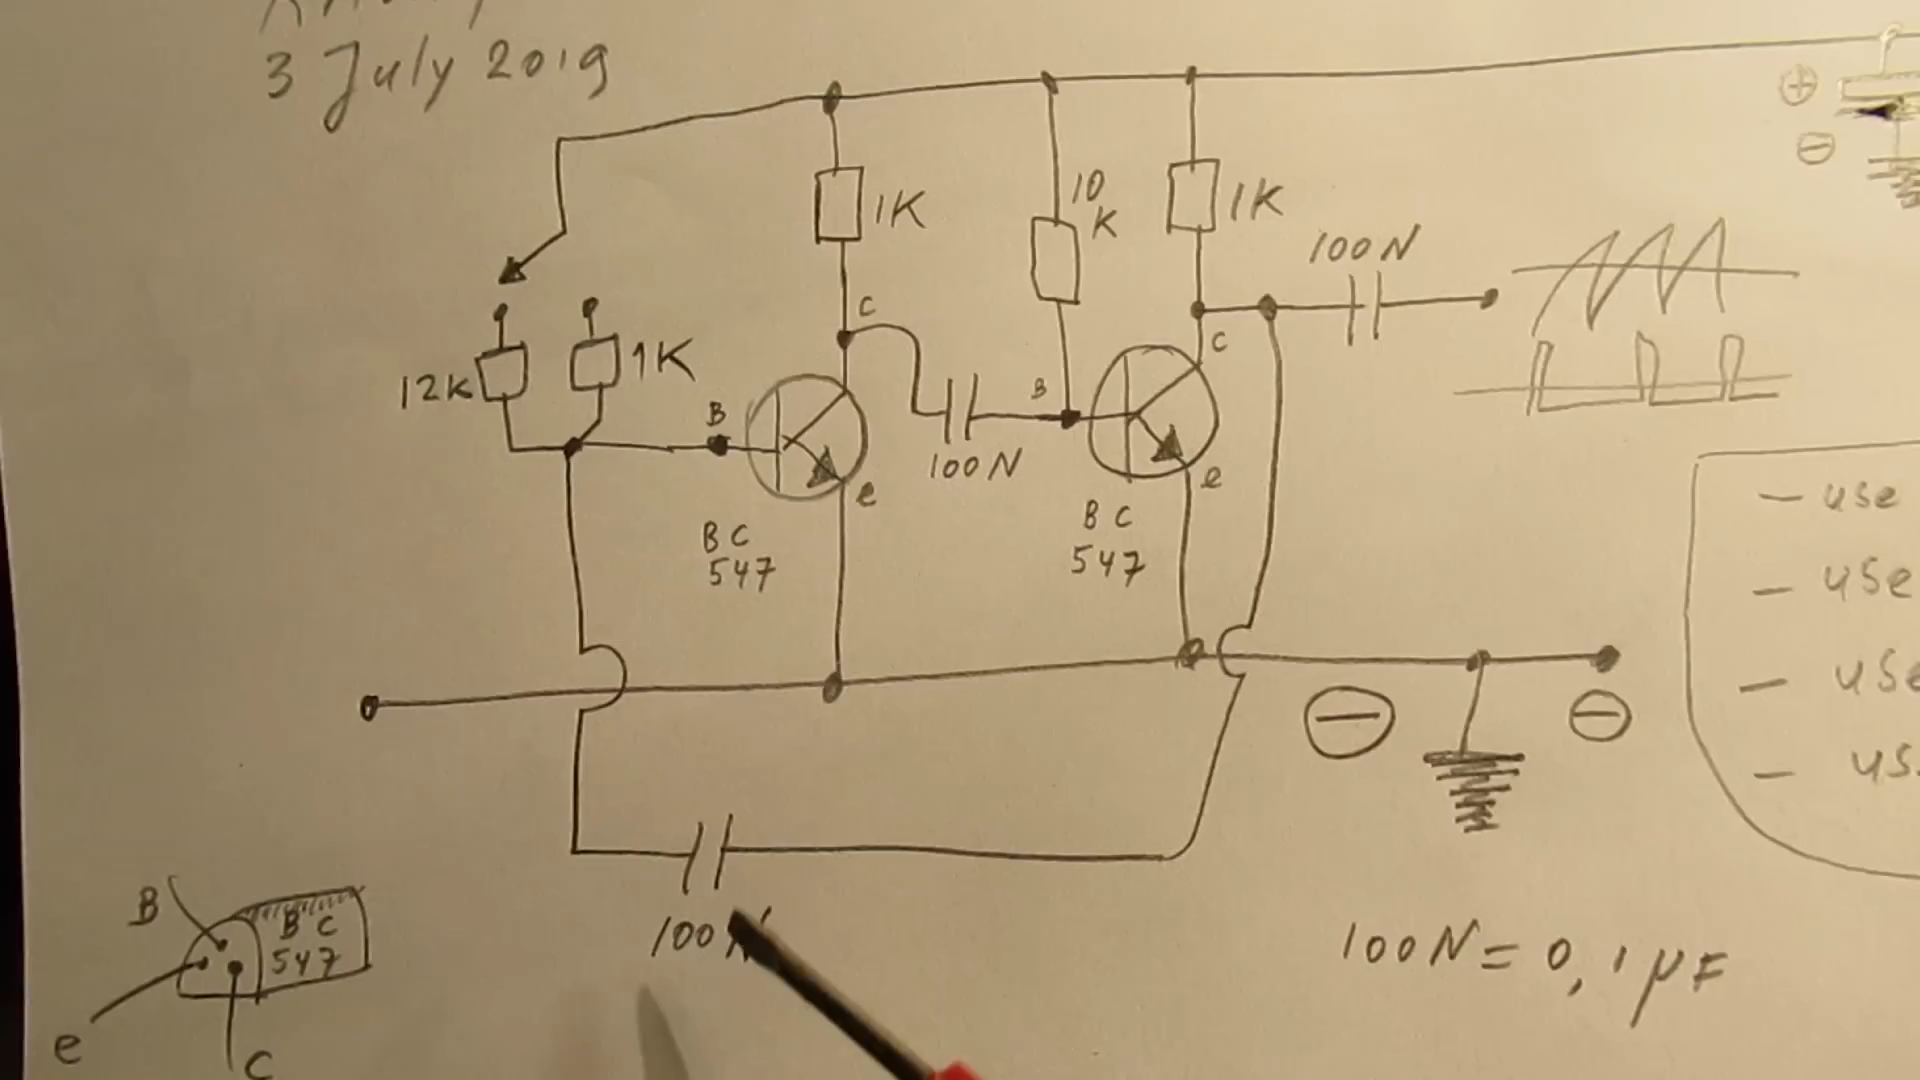 3 July 2019
1K
10
K
1K
100N
C
C
12K
1K
B
B
100N
e
e
BC
547
BC
547
- use
- use
- use
- us
+
-
-
-
100N
100N = 0,1µF
B
BC
547
e
C